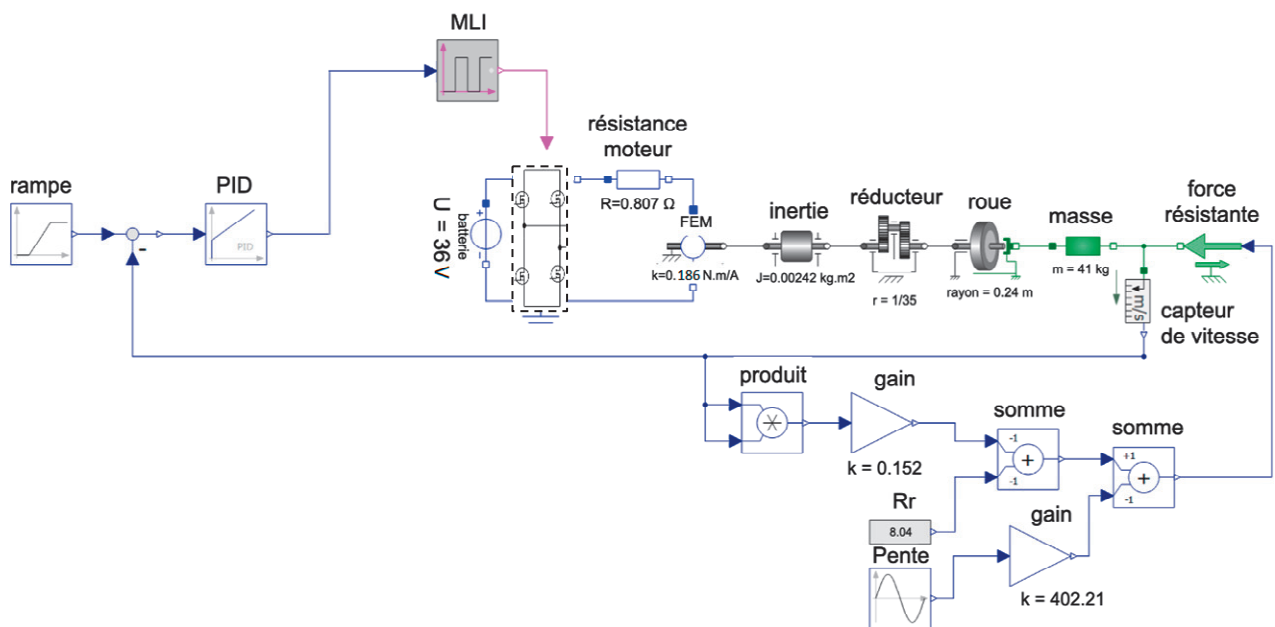 MLI
résistance
moteur
rampe
PID
PID
U = 36V
batterie
+
-
-
R=0.807 Ω
FEM
k=0.186 N.m/A
inertie
J=0.00242 kg.m2
réducteur
r = 1/35
roue
rayon = 0.24 m
masse
m = 41 kg
force
résistante
m/s
capteur
de vitesse
produit
gain
k = 0.152
somme
-1
+
-1
somme
+1
+
-1
Rr
8.04
Pente
gain
k = 402.21